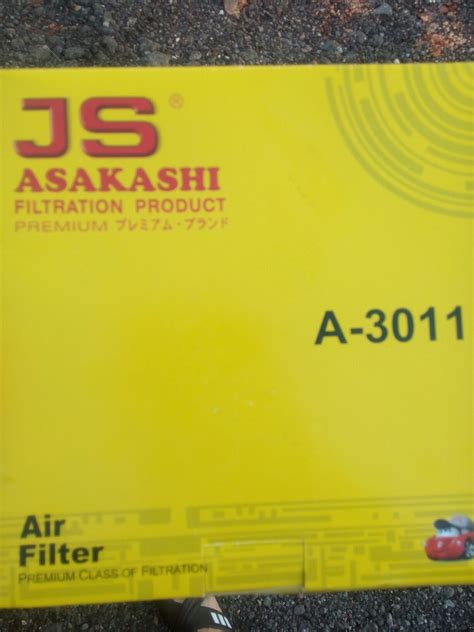 JS®
ASAKASHI
FILTRATION PRODUCT
PREMIUM プレミアム・ブランド
A-3011
Air
Filter
PREMIUM CLASS OF FILTRATION